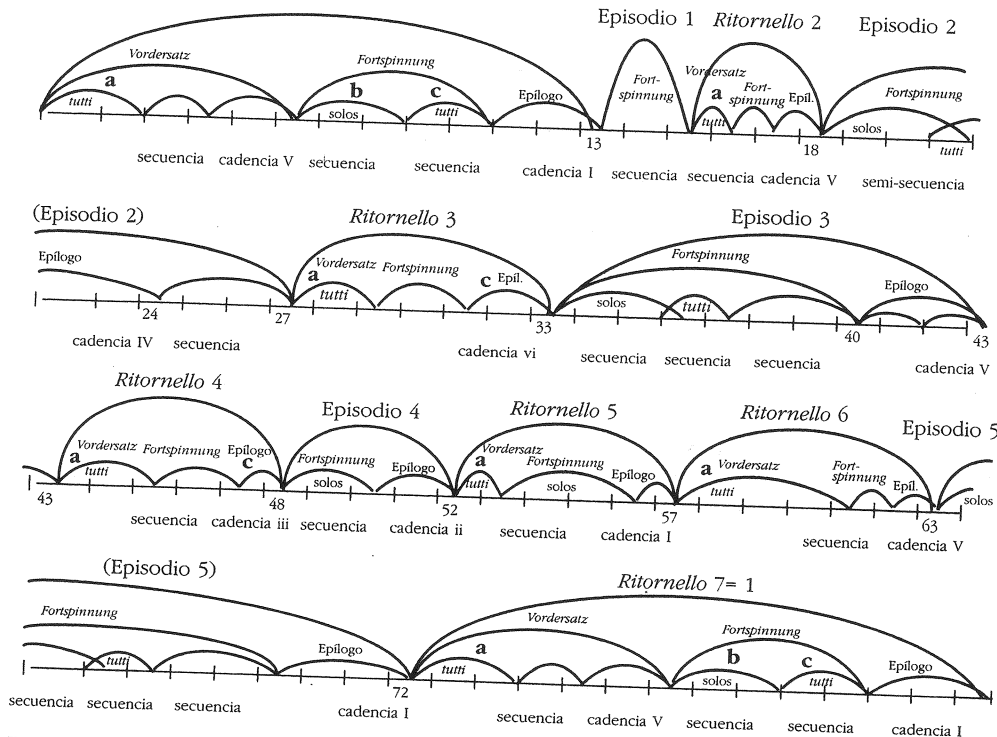 Episodio 1 Ritornello 2 Episodio 2
Vordersatz Fortspinnung Vordersatz
a b c Epílogo Fort-spinnung a Fort-spinnung Epíl. Fortspinnung
tutti solos tutti tutti solos tutti
13 18
secuencia cadencia V secuencia secuencia cadencia I secuencia secuencia cadencia V semi-secuencia
(Episodio 2) Ritornello 3 Episodio 3
Epílogo Vordersatz Fortspinnung c Epíl. Fortspinnung Epílogo
a tutti solos tutti
24 27 33 40 43
cadencia IV secuencia cadencia vi secuencia secuencia secuencia cadencia V
Ritornello 4 Episodio 4 Ritornello 5 Ritornello 6 Episodio 5
Vordersatz Fortspinnung Epílogo Fortspinnung Epílogo Vordersatz Fortspinnung Epílogo Vordersatz Fort-spinnung Epíl.
a tutti c solos a tutti solos a tutti solos
43 48 52 57 63
secuencia cadencia iii secuencia cadencia ii secuencia cadencia I secuencia cadencia V
(Episodio 5) Ritornello 7= 1
Fortspinnung Vordersatz Fortspinnung
tutti Epílogo a tutti b solos c tutti Epílogo
72
secuencia secuencia secuencia cadencia I secuencia cadencia V secuencia secuencia cadencia I